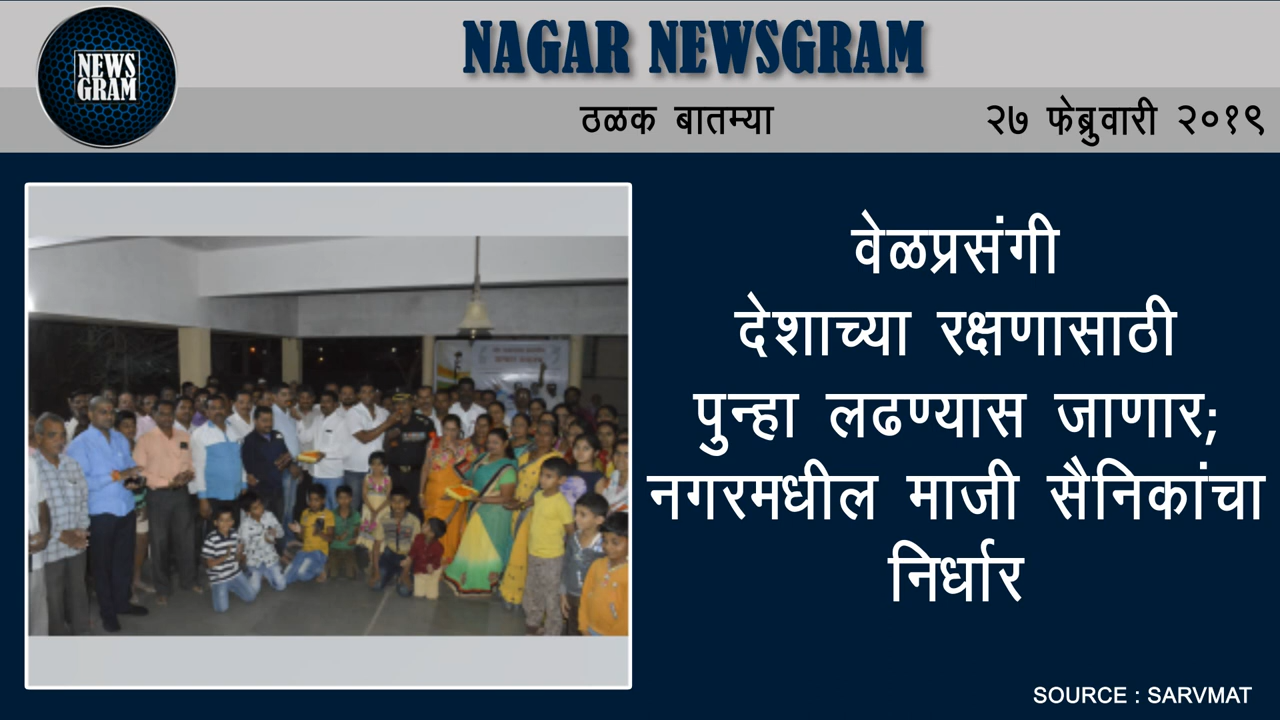 NEWS
GRAM
NAGAR NEWSGRAM
ठळक बातम्या
२७ फेब्रुवारी २०१९
वेळप्रसंगी
देशाच्या रक्षणासाठी
पुन्हा लढण्यास जाणार;
नगरमधील माजी सैनिकांचा
निर्धार
SOURCE : SARVMAT